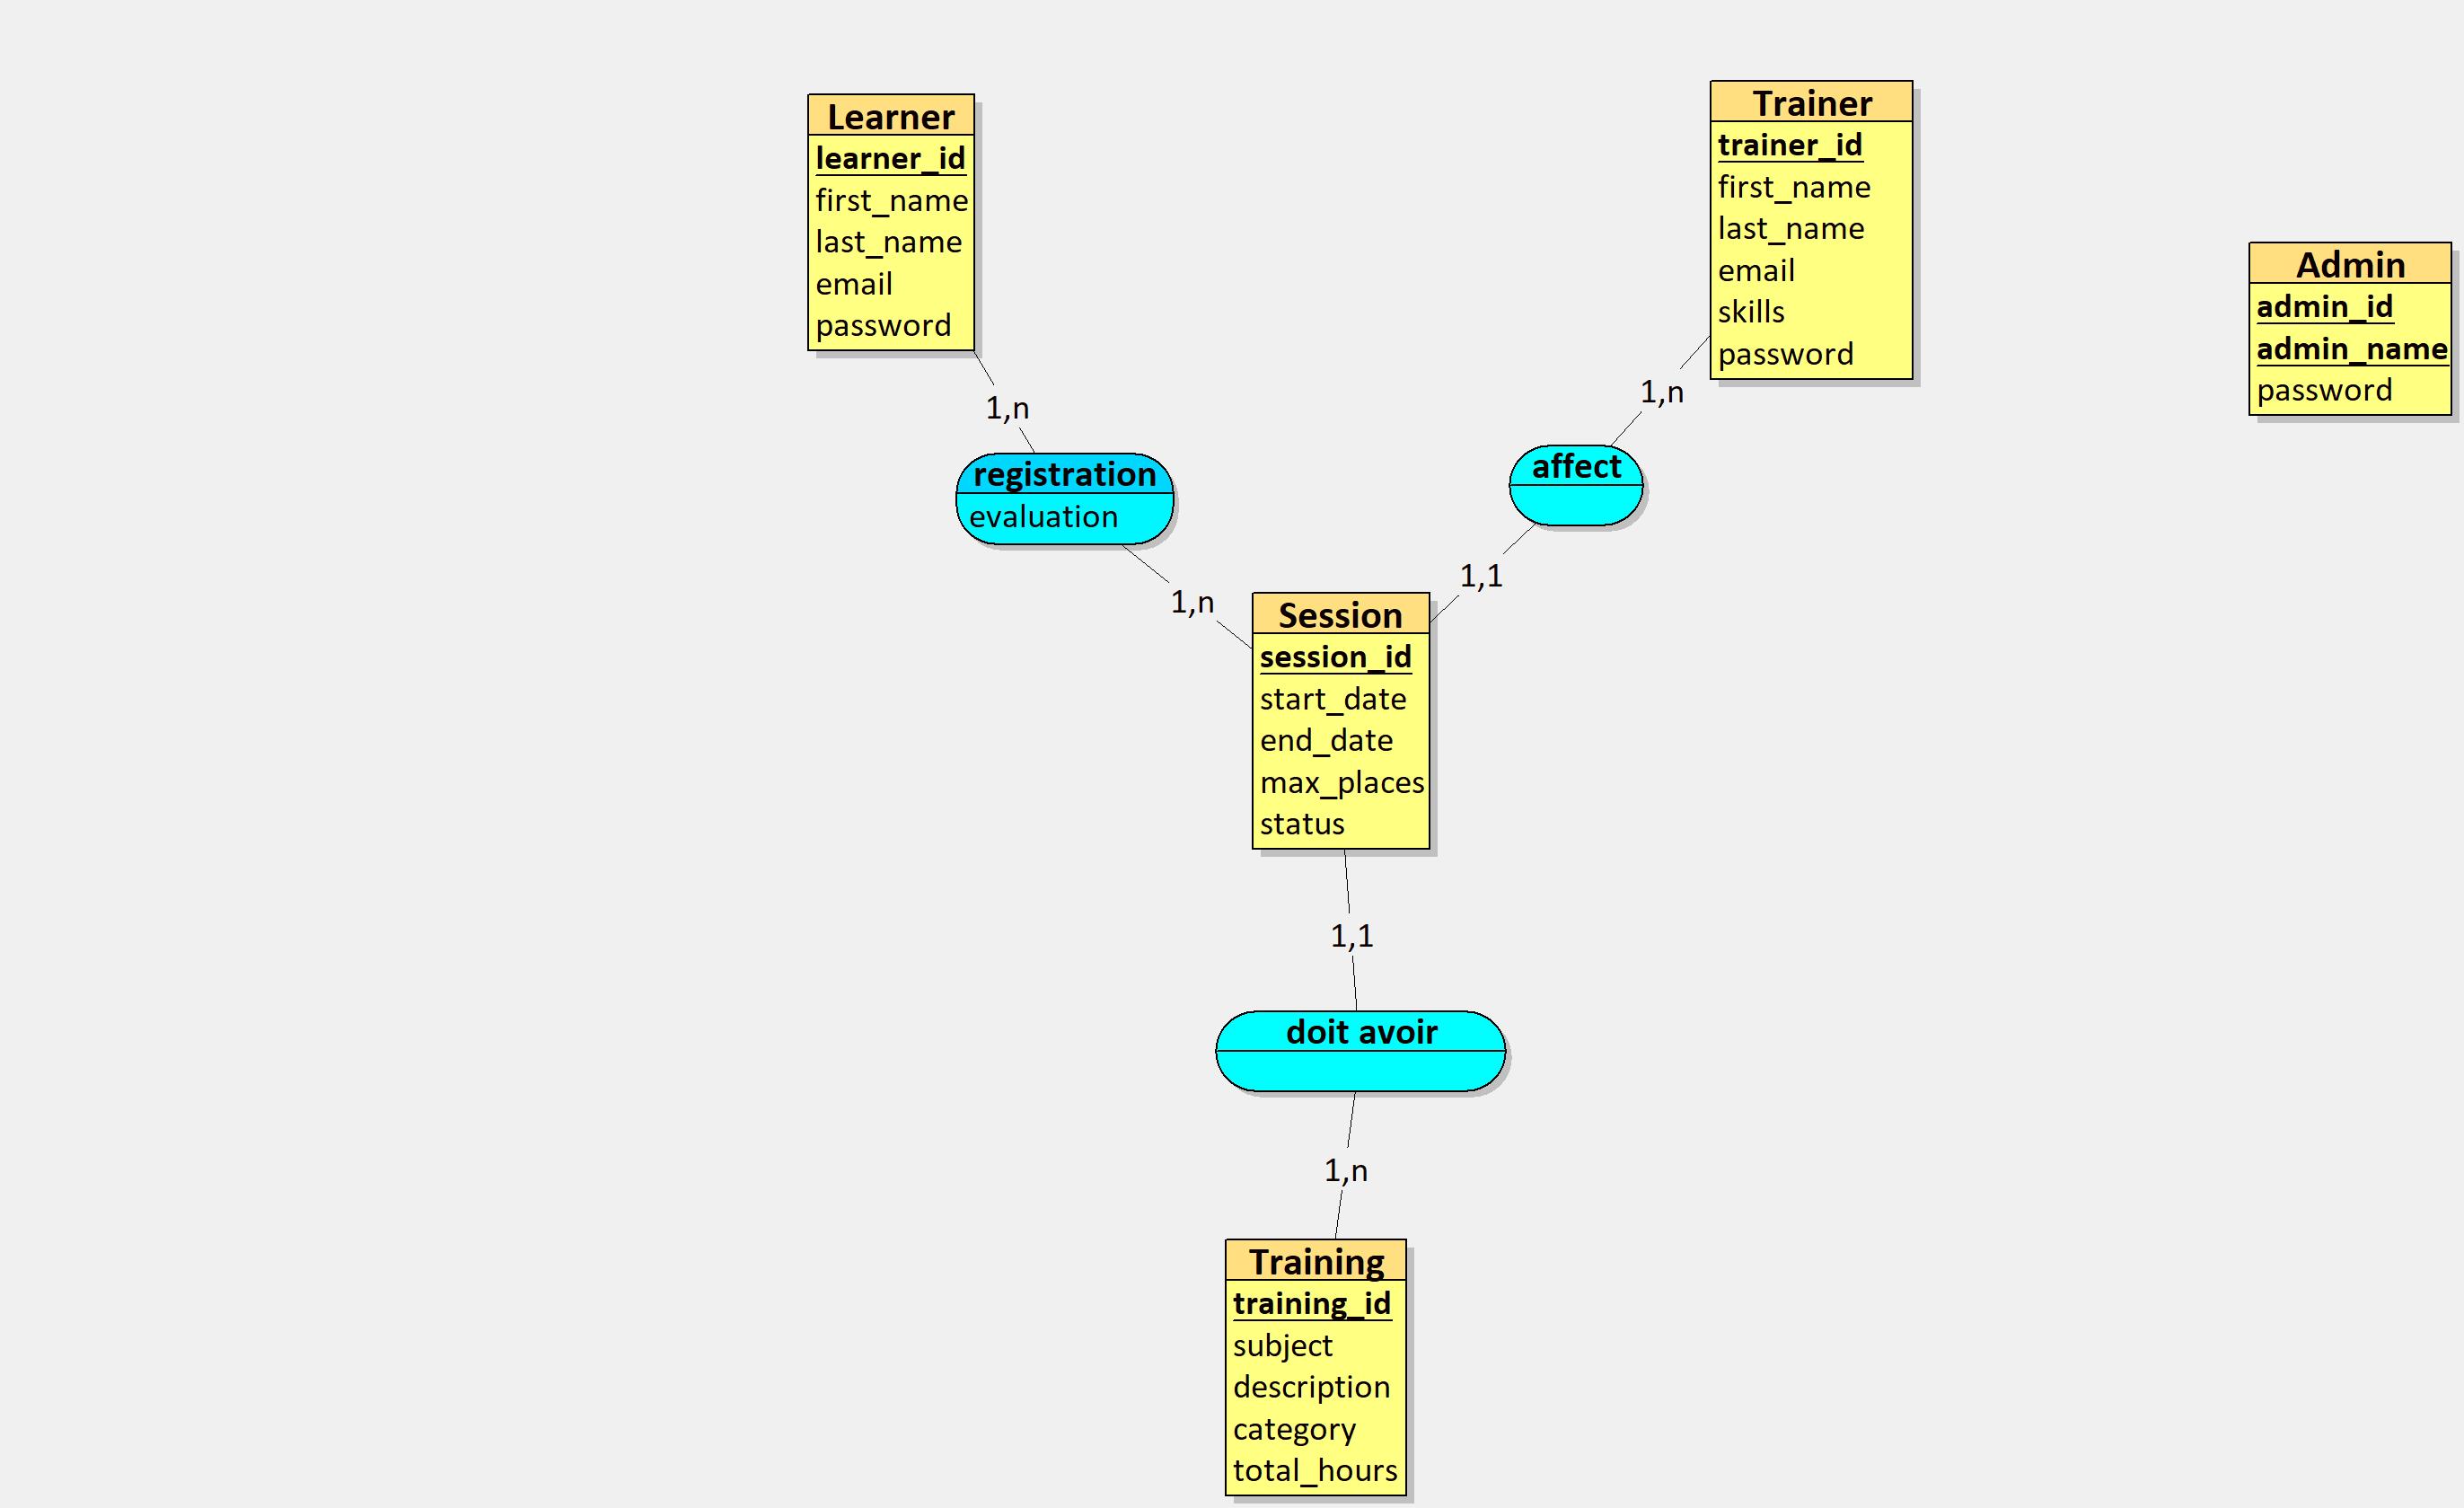 Learner
learner_id
first_name
last_name
email
password
Trainer
trainer_id
first_name
last_name
email
skills
password
Admin
admin_id
admin_name
password
1,n
1,n
registration
evaluation
affect
1,n
1,1
Session
session_id
start_date
end_date
max_places
status
1,1
doit avoir
1,n
Training
training_id
subject
description
category
total_hours